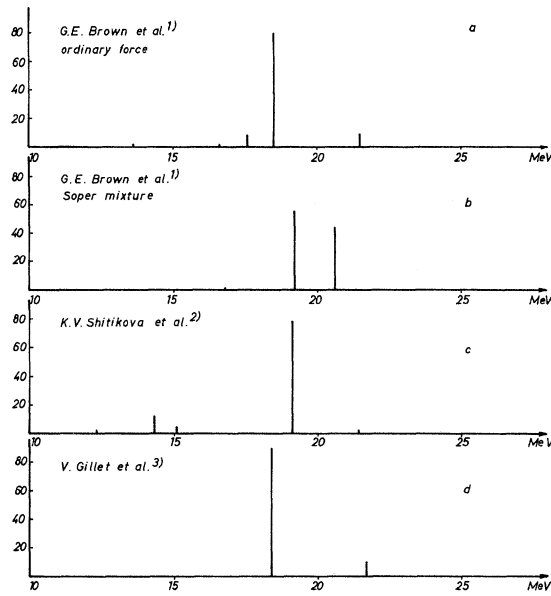 80
60
40
20
G.E. Brown et al.1)
ordinary force
a
10 15 20 25 MeV
80
60
40
20
G.E. Brown et al.1)
Soper mixture
b
10 15 20 25 MeV
80
60
40
20
K.V. Shitikova et al.2)
c
10 15 20 25 MeV
80
60
40
20
V. Gillet et al.3)
d
10 15 20 25 MeV